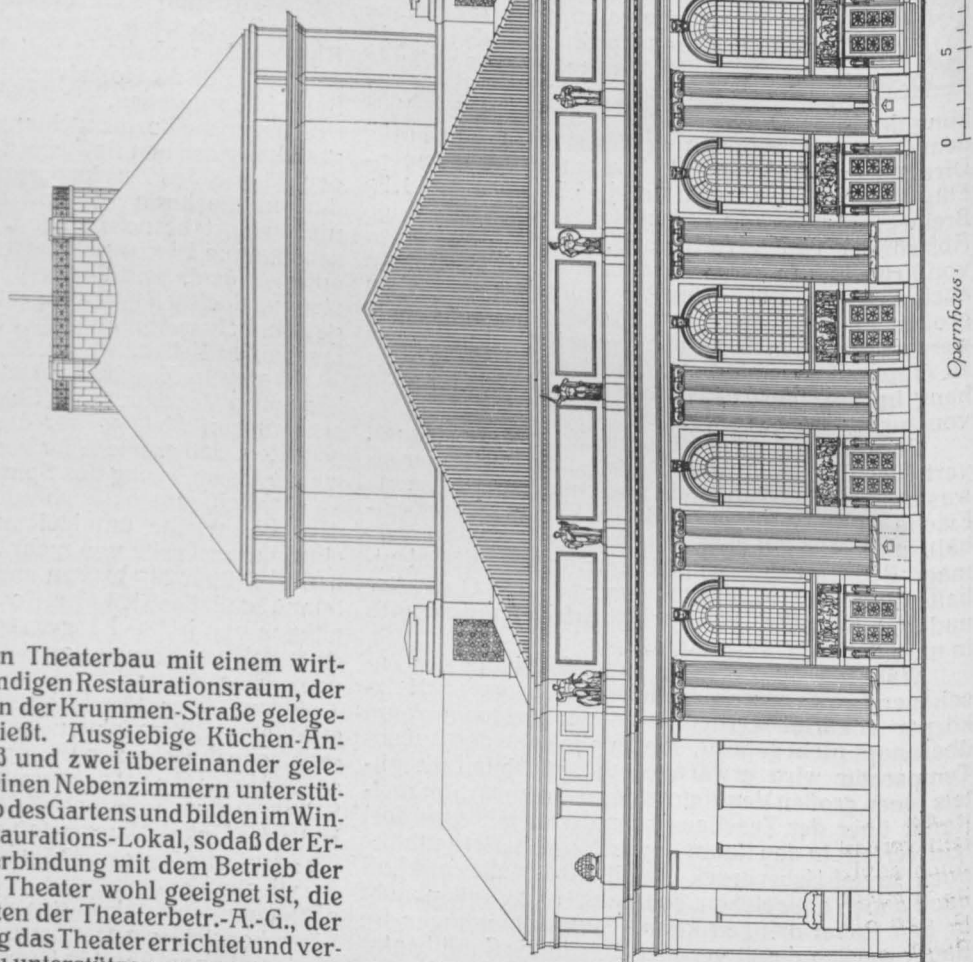 n Theaterbau mit einem wirt-
ndigen Restaurationsraum, der
n der Krummen-Straße gelege-
ießt. Ausgiebige Küchen-An-
ß und zwei übereinander gele-
inen Nebenzimmern unterstüt-
o des Gartens und bilden im Win-
aurations-Lokal, sodaß der Er-
rbindung mit dem Betrieb der
Theater wohl geeignet ist, die
en der Theaterbetr.-A.-G., der
g das Theater errichtet und ver-
unterstützen
0 5
Opernhaus.